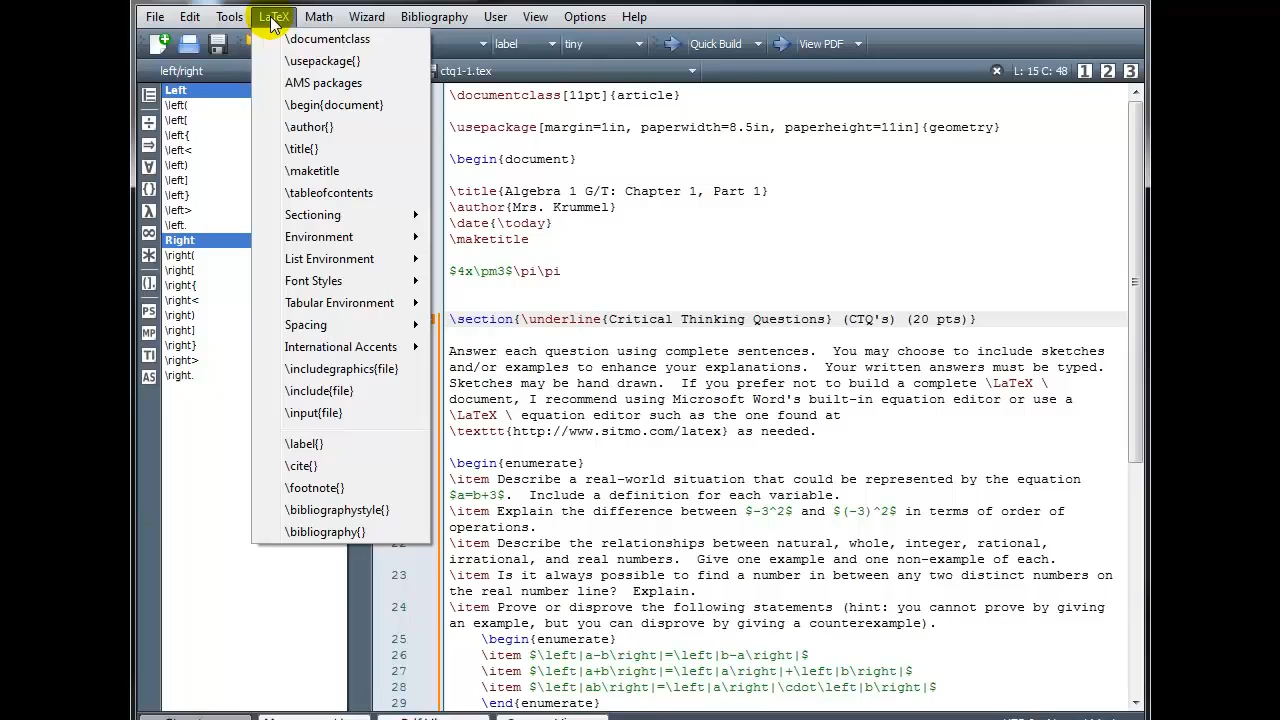 File Edit Tools LaTeX Math Wizard Bibliography User View Options Help
label tiny Quick Build View PDF
left/right ctq1-1.tex L: 15 C: 48 1 2 3
Left
\left(
\left[
\left{
\left<
\left)
\left]
\left}
\left>
\left.
Right
\right(
\right[
\right{
\right<
\right)
\right]
\right}
\right>
\right.
PS
MP
TI
AS
\documentclass
\usepackage{}
AMS packages
\begin{document}
\author{}
\title{}
\maketitle
\tableofcontents
Sectioning
Environment
List Environment
Font Styles
Tabular Environment
Spacing
International Accents
\includegraphics{file}
\include{file}
\input{file}
\label{}
\cite{}
\footnote{}
\bibliographystyle{}
\bibliography{}
\documentclass[11pt]{article}
\usepackage[margin=1in, paperwidth=8.5in, paperheight=11in]{geometry}
\begin{document}
\title{Algebra 1 G/T: Chapter 1, Part 1}
\author{Mrs. Krummel}
\date{\today}
\maketitle
$4x\pm3$\pi\pi
\section{\underline{Critical Thinking Questions} (CTQ's) (20 pts)}
Answer each question using complete sentences.  You may choose to include sketches
and/or examples to enhance your explanations.  Your written answers must be typed.
Sketches may be hand drawn.  If you prefer not to build a complete \LaTeX \
document, I recommend using Microsoft Word's built-in equation editor or use a
\LaTeX \ equation editor such as the one found at
\texttt{http://www.sitmo.com/latex} as needed.
\begin{enumerate}
\item Describe a real-world situation that could be represented by the equation
$a=b+3$.  Include a definition for each variable.
\item Explain the difference between $-3^2$ and $(-3)^2$ in terms of order of
operations.
\item Describe the relationships between natural, whole, integer, rational,
irrational, and real numbers.  Give one example and one non-example of each.
23 \item Is it always possible to find a number in between any two distinct numbers on
the real number line?  Explain.
24 \item Prove or disprove the following statements (hint: you cannot prove by giving
an example, but you can disprove by giving a counterexample).
25 \begin{enumerate}
26 \item $\left|a-b\right|=\left|b-a\right|$
27 \item $\left|a+b\right|=\left|a\right|+\left|b\right|$
28 \item $\left|ab\right|=\left|a\right|\cdot\left|b\right|$
29 \end{enumerate}